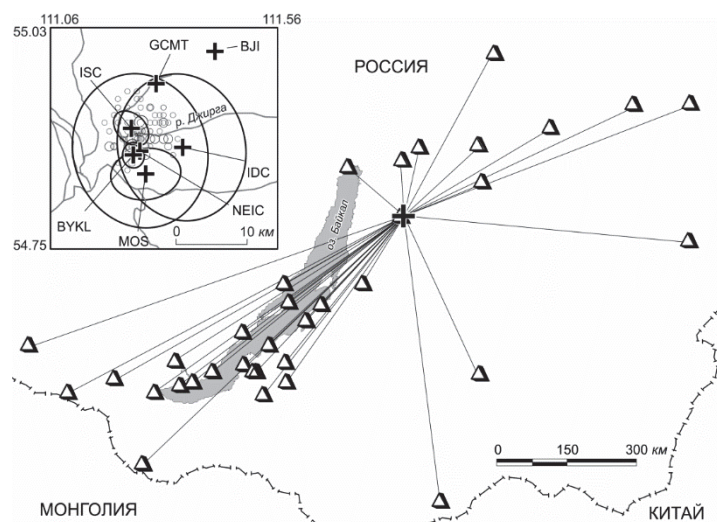 111.06
111.56
55.03
54.75
GCMT
BJI
ISC
р. Джирга
IDC
NEIC
BYKL
MOS
0 10 км
РОССИЯ
оз. Байкал
0 150 300 км
МОНГОЛИЯ
КИТАЙ